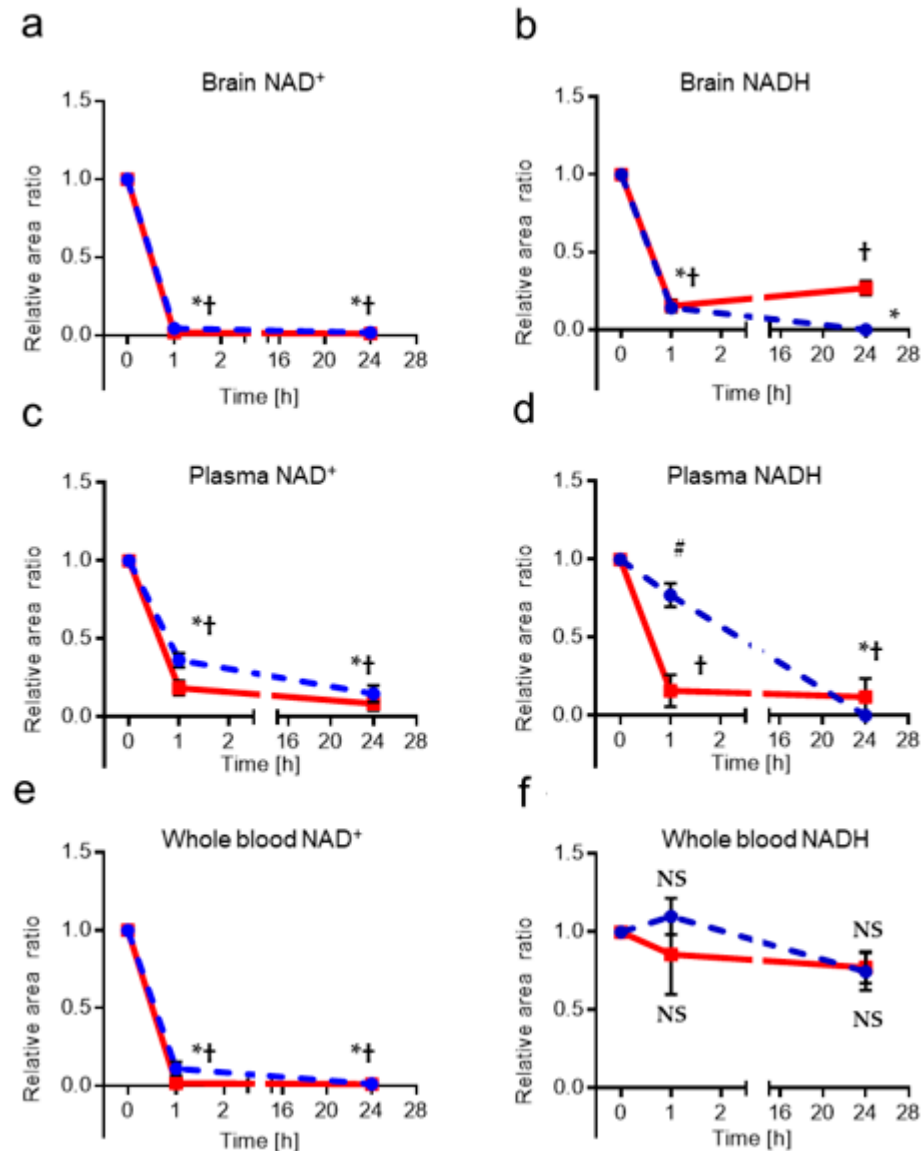 a
Brain NAD⁺
Relative area ratio
1.5
1.0
0.5
0.0
*†
*†
0 1 2 16 20 24 28
Time [h]
b
Brain NADH
Relative area ratio
1.5
1.0
0.5
0.0
*†
†
*
0 1 2 16 20 24 28
Time [h]
c
Plasma NAD⁺
Relative area ratio
1.5
1.0
0.5
0.0
*†
*†
0 1 2 16 20 24 28
Time [h]
d
Plasma NADH
Relative area ratio
1.5
1.0
0.5
0.0
#
†
*†
0 1 2 16 20 24 28
Time [h]
e
Whole blood NAD⁺
Relative area ratio
1.5
1.0
0.5
0.0
*†
*†
0 1 2 16 20 24 28
Time [h]
f
Whole blood NADH
Relative area ratio
1.5
1.0
0.5
0.0
NS
NS
NS
NS
0 1 2 16 20 24 28
Time [h]